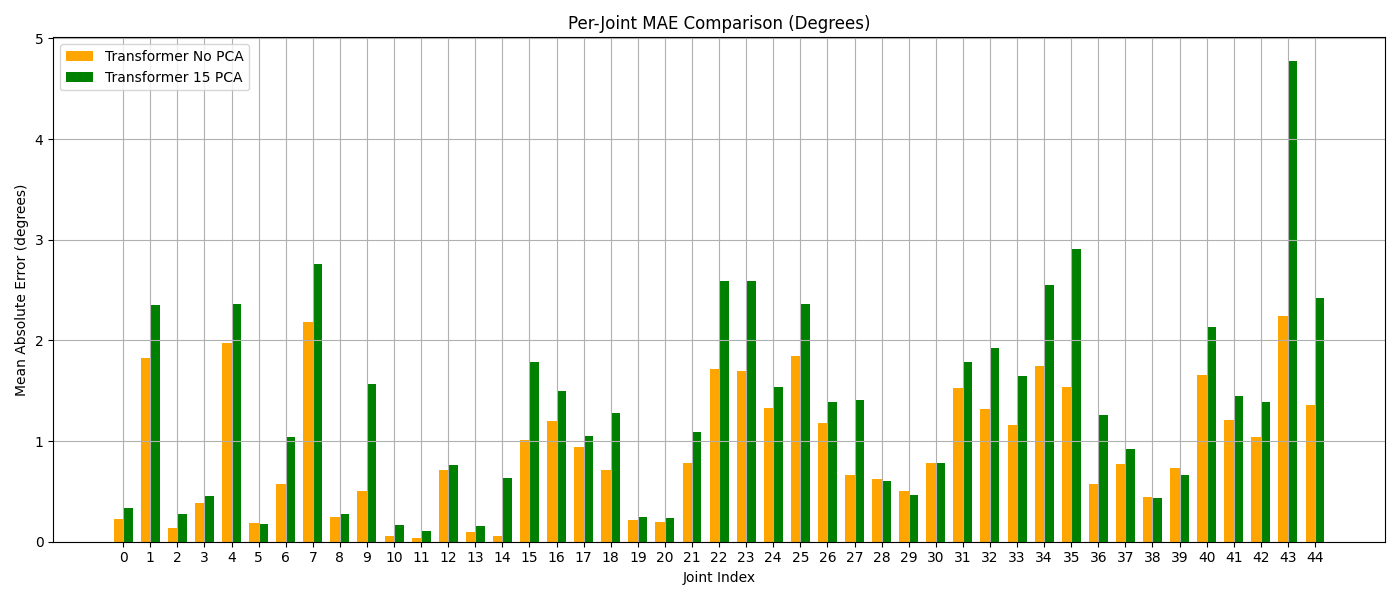 Per-Joint MAE Comparison (Degrees)
Transformer No PCA
Transformer 15 PCA
Mean Absolute Error (degrees)
5
4
3
2
1
0
0 1 2 3 4 5 6 7 8 9 10 11 12 13 14 15 16 17 18 19 20 21 22 23 24 25 26 27 28 29 30 31 32 33 34 35 36 37 38 39 40 41 42 43 44
Joint Index